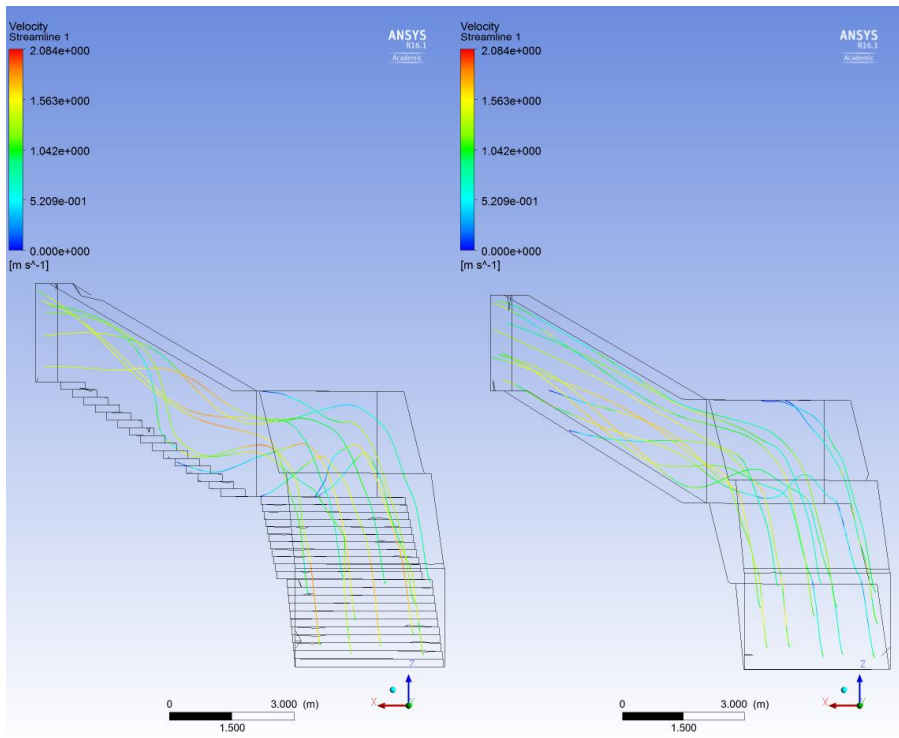 Velocity
Streamline 1
2.084e+000
1.563e+000
1.042e+000
5.209e-001
0.000e+000
[m s^-1]
ANSYS
R16.1
Academic
Z
X
Y
0 3.000 (m)
1.500
Velocity
Streamline 1
2.084e+000
1.563e+000
1.042e+000
5.209e-001
0.000e+000
[m s^-1]
ANSYS
R16.1
Academic
Z
X
Y
0 3.000 (m)
1.500